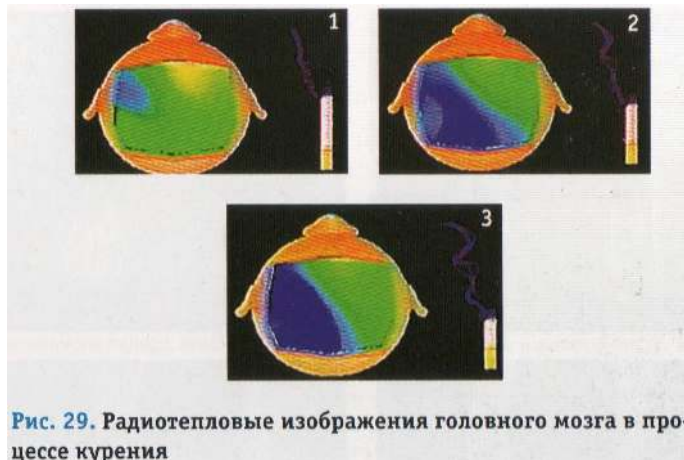 1
2
3
Рис. 29. Радиотепловые изображения головного мозга в про-
цессе курения